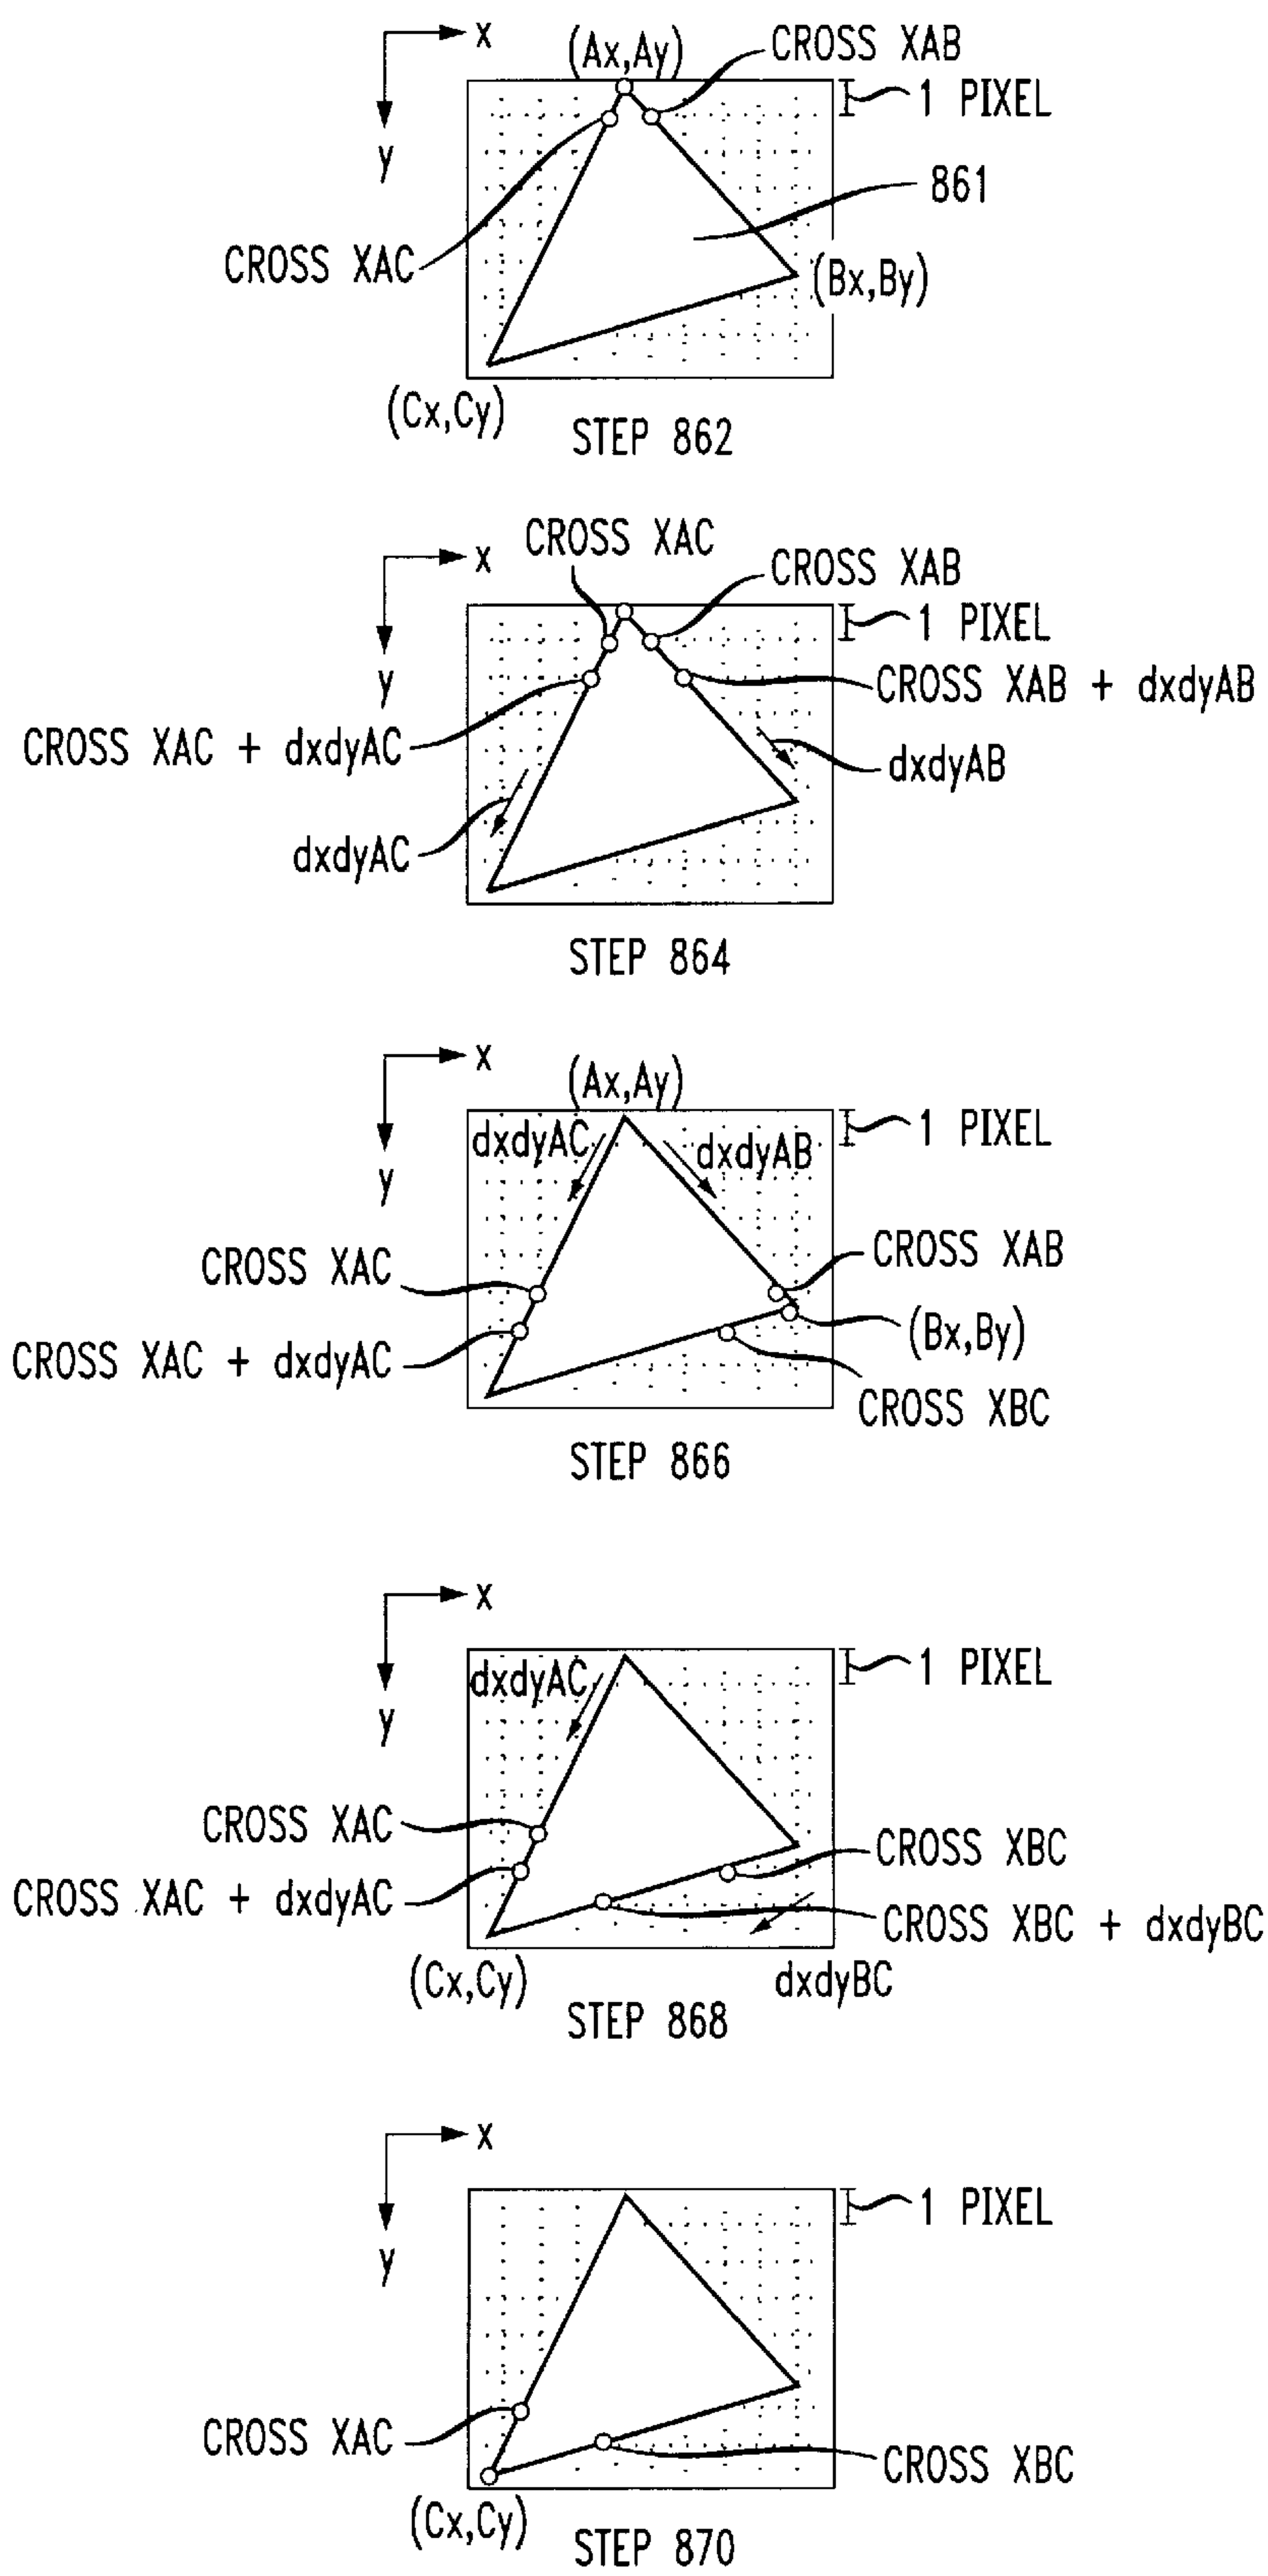 x
(Ax,Ay)
CROSS XAB
1 PIXEL
y
861
CROSS XAC
(Bx,By)
(Cx,Cy)
STEP 862
CROSS XAC
x
CROSS XAB
1 PIXEL
y
CROSS XAB + dxdyAB
CROSS XAC + dxdyAC
dxdyAB
dxdyAC
STEP 864
x
(Ax,Ay)
1 PIXEL
dxdyAC
dxdyAB
y
CROSS XAB
CROSS XAC
(Bx,By)
CROSS XAC + dxdyAC
CROSS XBC
STEP 866
x
1 PIXEL
dxdyAC
y
CROSS XAC
CROSS XBC
CROSS XAC + dxdyAC
CROSS XBC + dxdyBC
(Cx,Cy)
dxdyBC
STEP 868
x
1 PIXEL
y
CROSS XAC
CROSS XBC
(Cx,Cy)
STEP 870